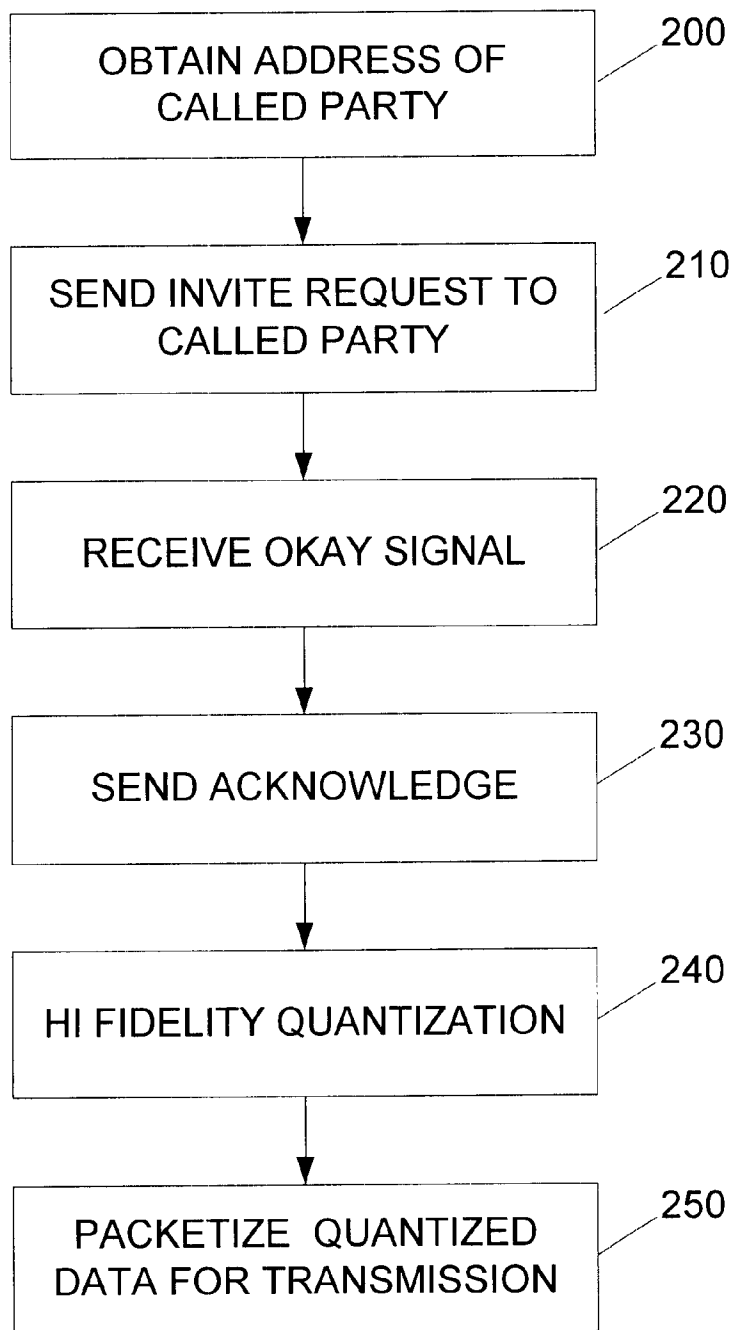 200
OBTAIN ADDRESS OF
CALLED PARTY
210
SEND INVITE REQUEST TO
CALLED PARTY
220
RECEIVE OKAY SIGNAL
230
SEND ACKNOWLEDGE
240
HI FIDELITY QUANTIZATION
250
PACKETIZE QUANTIZED
DATA FOR TRANSMISSION